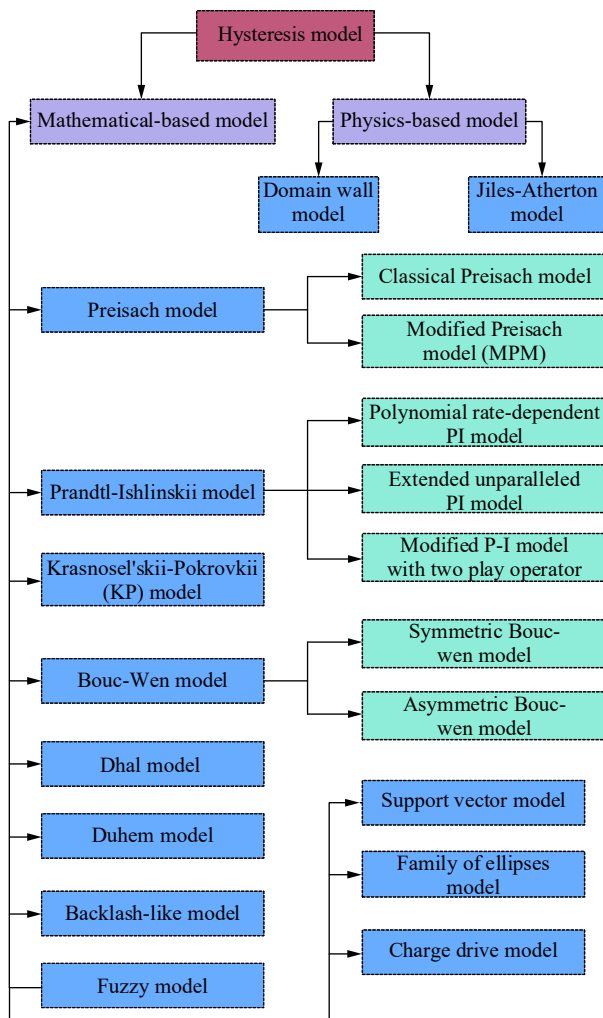 Hysteresis model
Mathematical-based model
Physics-based model
Domain wall
model
Jiles-Atherton
model
Preisach model
Classical Preisach model
Modified Preisach
model (MPM)
Prandtl-Ishlinskii model
Polynomial rate-dependent
PI model
Extended unparalleled
PI model
Modified P-I model
with two play operator
Krasnosel'skii-Pokrovkii
(KP) model
Bouc-Wen model
Symmetric Bouc-
wen model
Asymmetric Bouc-
wen model
Dhal model
Duhem model
Backlash-like model
Fuzzy model
Support vector model
Family of ellipses
model
Charge drive model